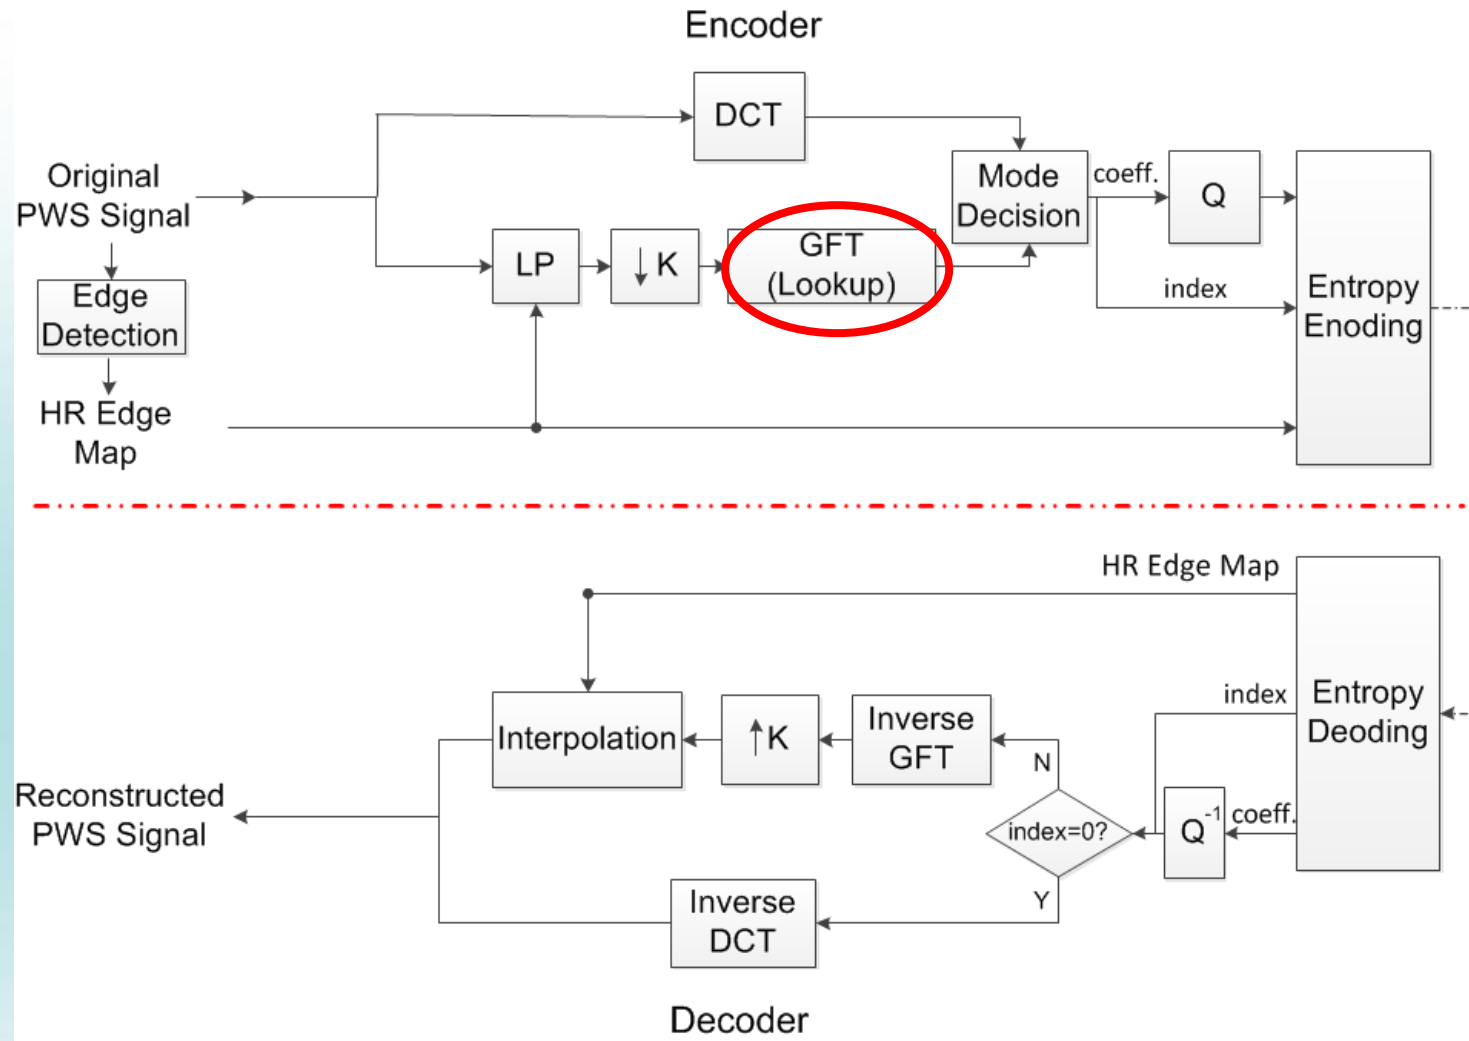 Encoder
DCT
Original
PWS Signal
Mode
Decision
coeff.
Q
LP
↓ K
GFT
(Lookup)
index
Entropy
Enoding
Edge
Detection
HR Edge
Map
HR Edge Map
Interpolation
↑K
Inverse
GFT
N
index
Entropy
Deoding
Reconstructed
PWS Signal
index=0?
Q-1
coeff.
Y
Inverse
DCT
Decoder